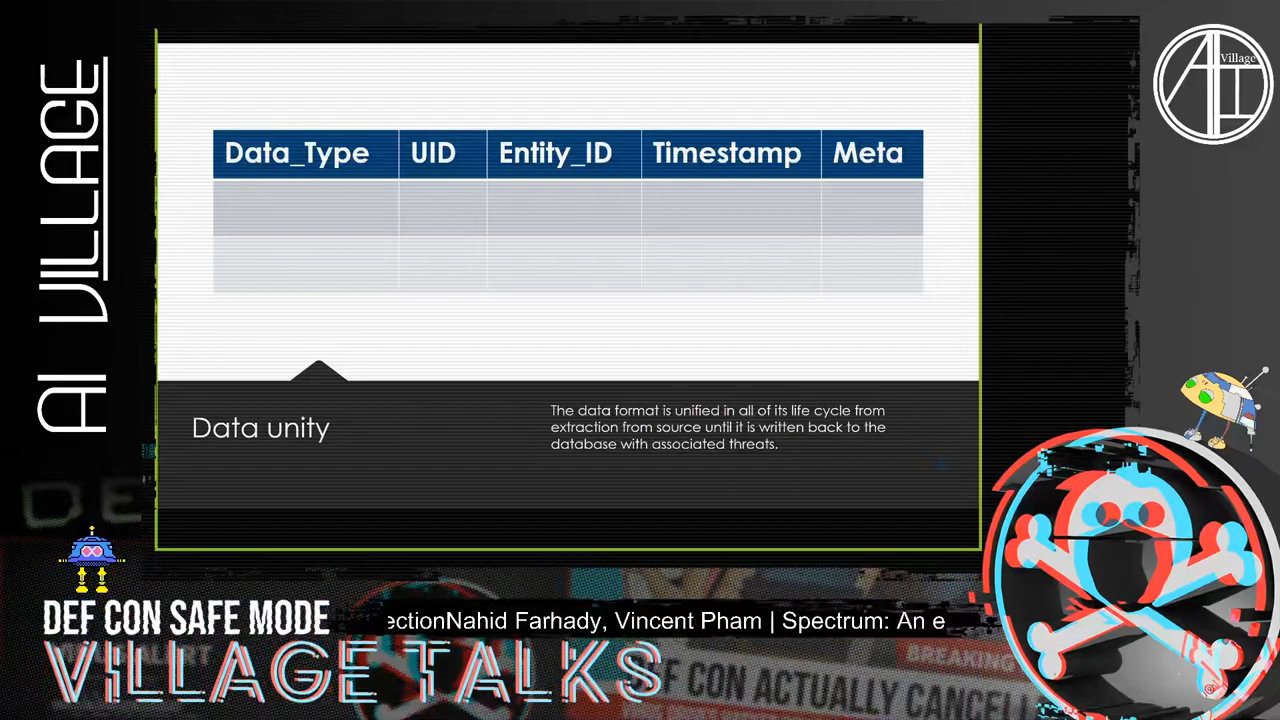 AI VILLAGE
Village
Data_Type UID Entity_ID Timestamp Meta
Data unity
The data format is unified in all of its life cycle from
extraction from source until it is written back to the
database with associated threats.
DEF CON SAFE MODE
VILLAGE TALKS
ectionNahid Farhady, Vincent Pham | Spectrum: An e
BREAKING
DEF CON ACTUALLY CANCELL